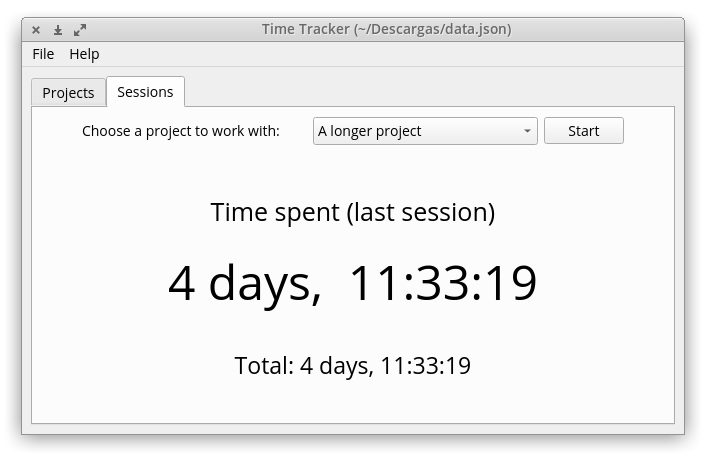 Time Tracker (~/Descargas/data.json)
File Help
Projects Sessions
Choose a project to work with: A longer project Start
Time spent (last session)
4 days,  11:33:19
Total: 4 days, 11:33:19